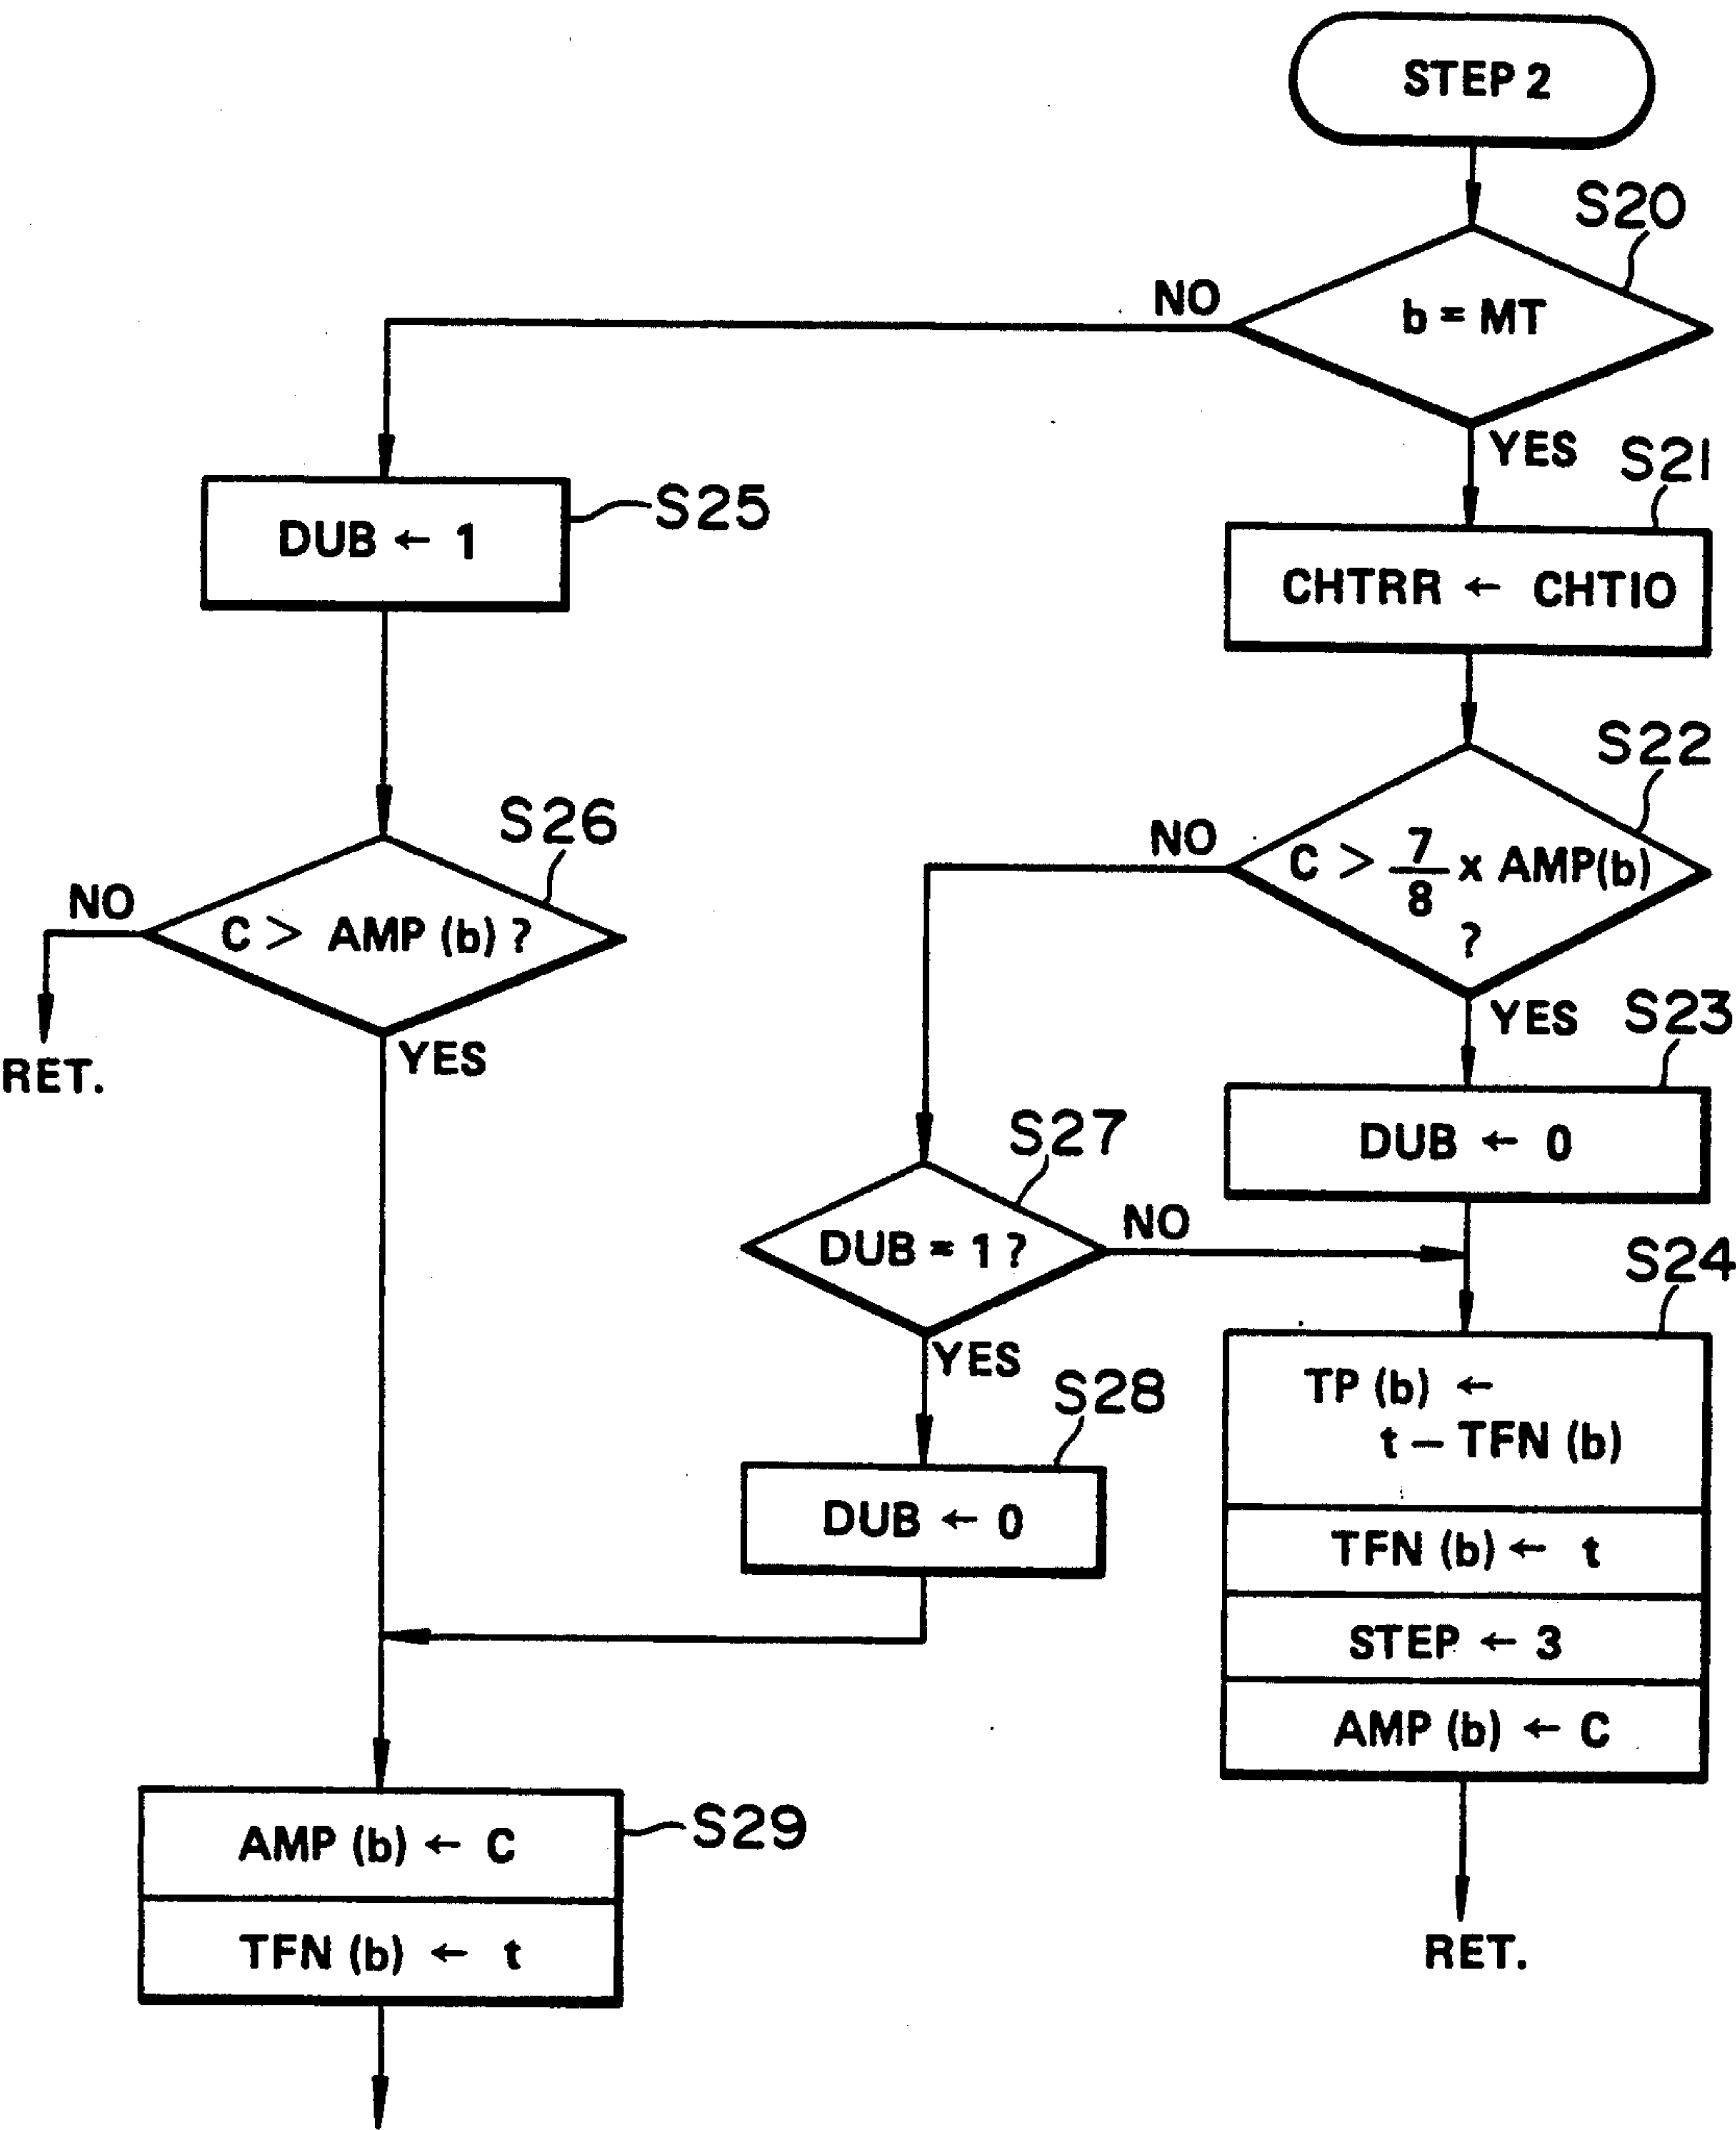 STEP 2
S20
b = MT
NO
YES
S21
CHTRR ← CHTIO
S25
DUB ← 1
S22
C > 7/8 x AMP(b)
?
NO
YES
S26
C > AMP (b) ?
NO
RET.
YES
S23
DUB ← 0
S27
DUB = 1 ?
NO
YES
S24
TP (b) ←
t – TFN (b)
TFN (b) ← t
STEP ← 3
AMP (b) ← C
RET.
S28
DUB ← 0
S29
AMP (b) ← C
TFN (b) ← t